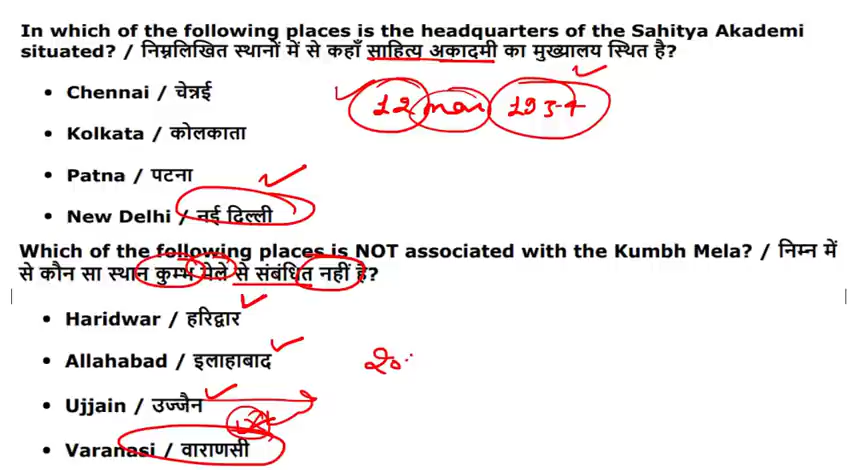 In which of the following places is the headquarters of the Sahitya Akademi
situated? / निम्नलिखित स्थानों में से कहाँ साहित्य अकादमी का मुख्यालय स्थित है?
• Chennai / चेन्नई
12 mar 1954
• Kolkata / कोलकाता
• Patna / पटना
• New Delhi / नई दिल्ली
Which of the following places is NOT associated with the Kumbh Mela? / निम्न में
से कौन सा स्थान कुम्भ मेले से संबंधित नहीं है?
• Haridwar / हरिद्वार
• Allahabad / इलाहाबाद
• Ujjain / उज्जैन
• Varanasi / वाराणसी